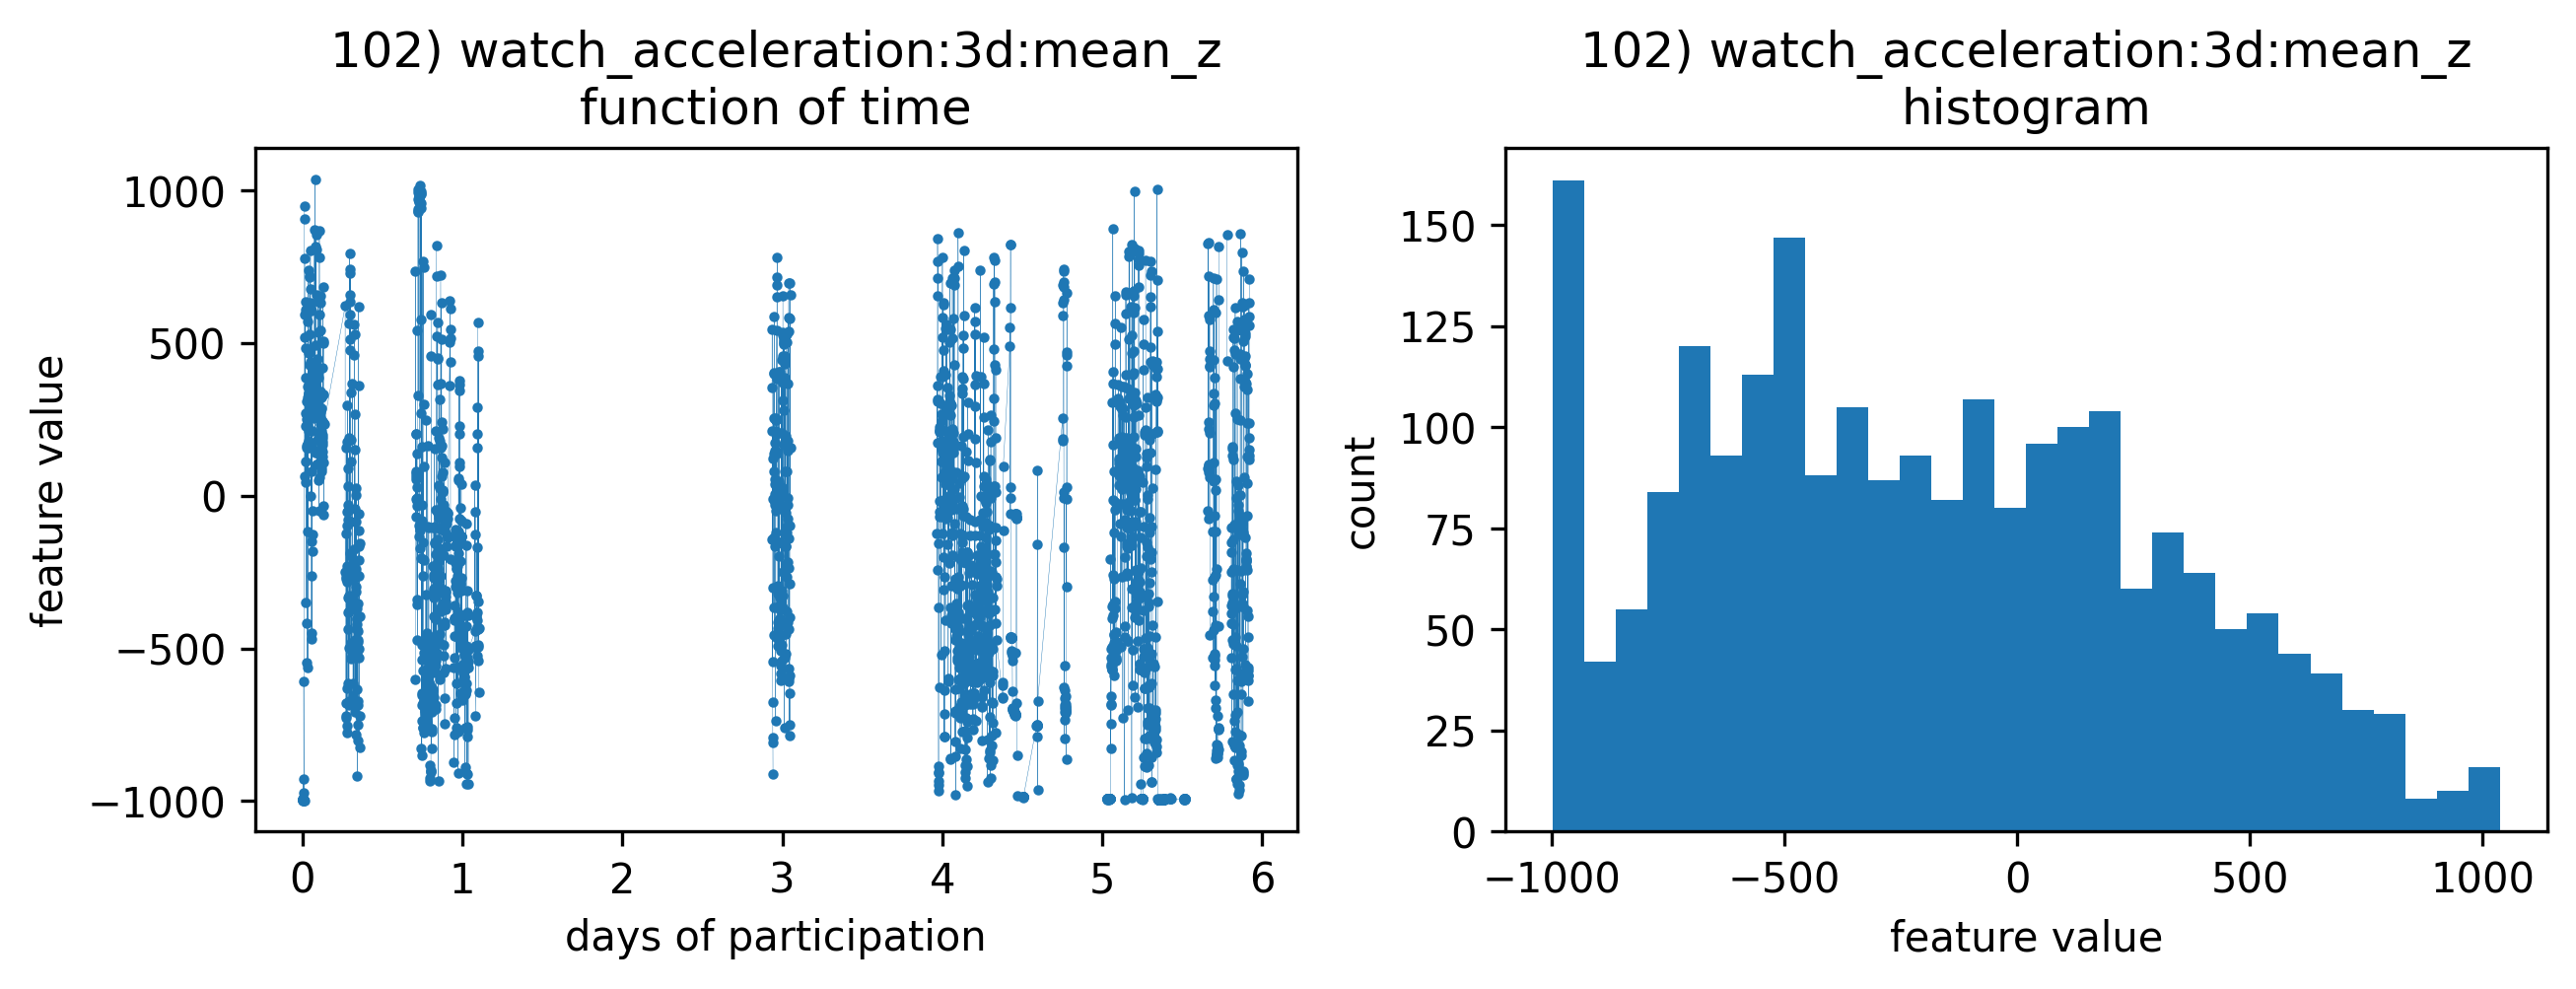 102) watch_acceleration:3d:mean_z
function of time
feature value
1000
500
0
−500
−1000
0 1 2 3 4 5 6
days of participation
102) watch_acceleration:3d:mean_z
histogram
count
150
125
100
75
50
25
0
−1000 −500 0 500 1000
feature value